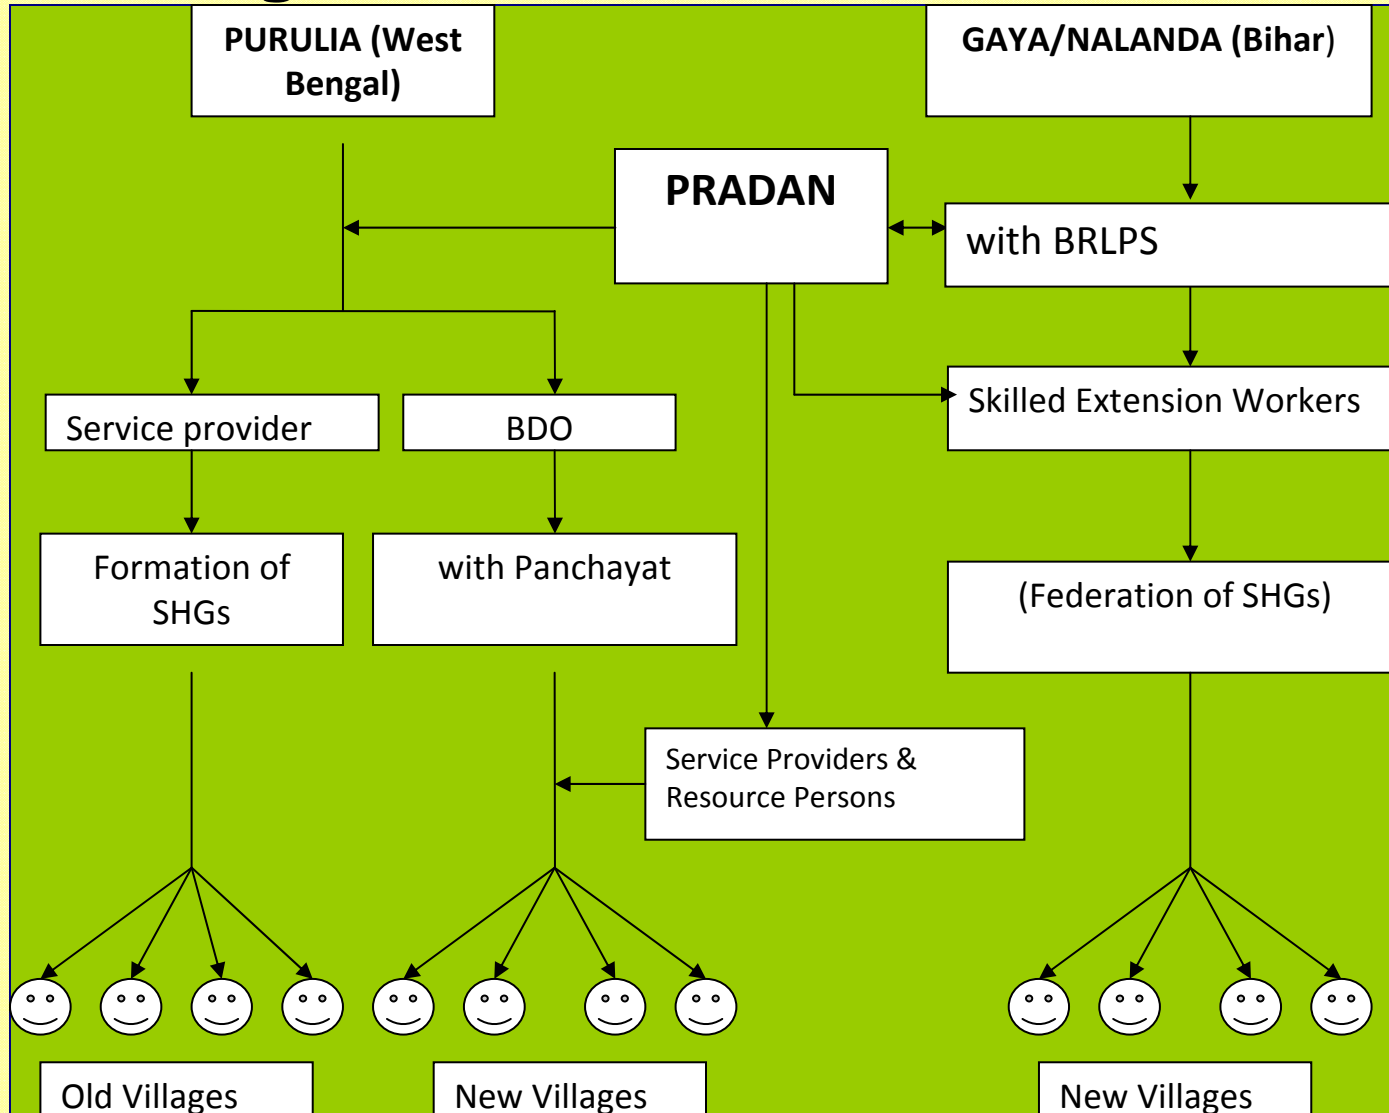 PURULIA (West
Bengal)
GAYA/NALANDA (Bihar)
PRADAN
with BRLPS
Service provider
BDO
Skilled Extension Workers
Formation of
SHGs
with Panchayat
(Federation of SHGs)
Service Providers &
Resource Persons
Old Villages
New Villages
New Villages